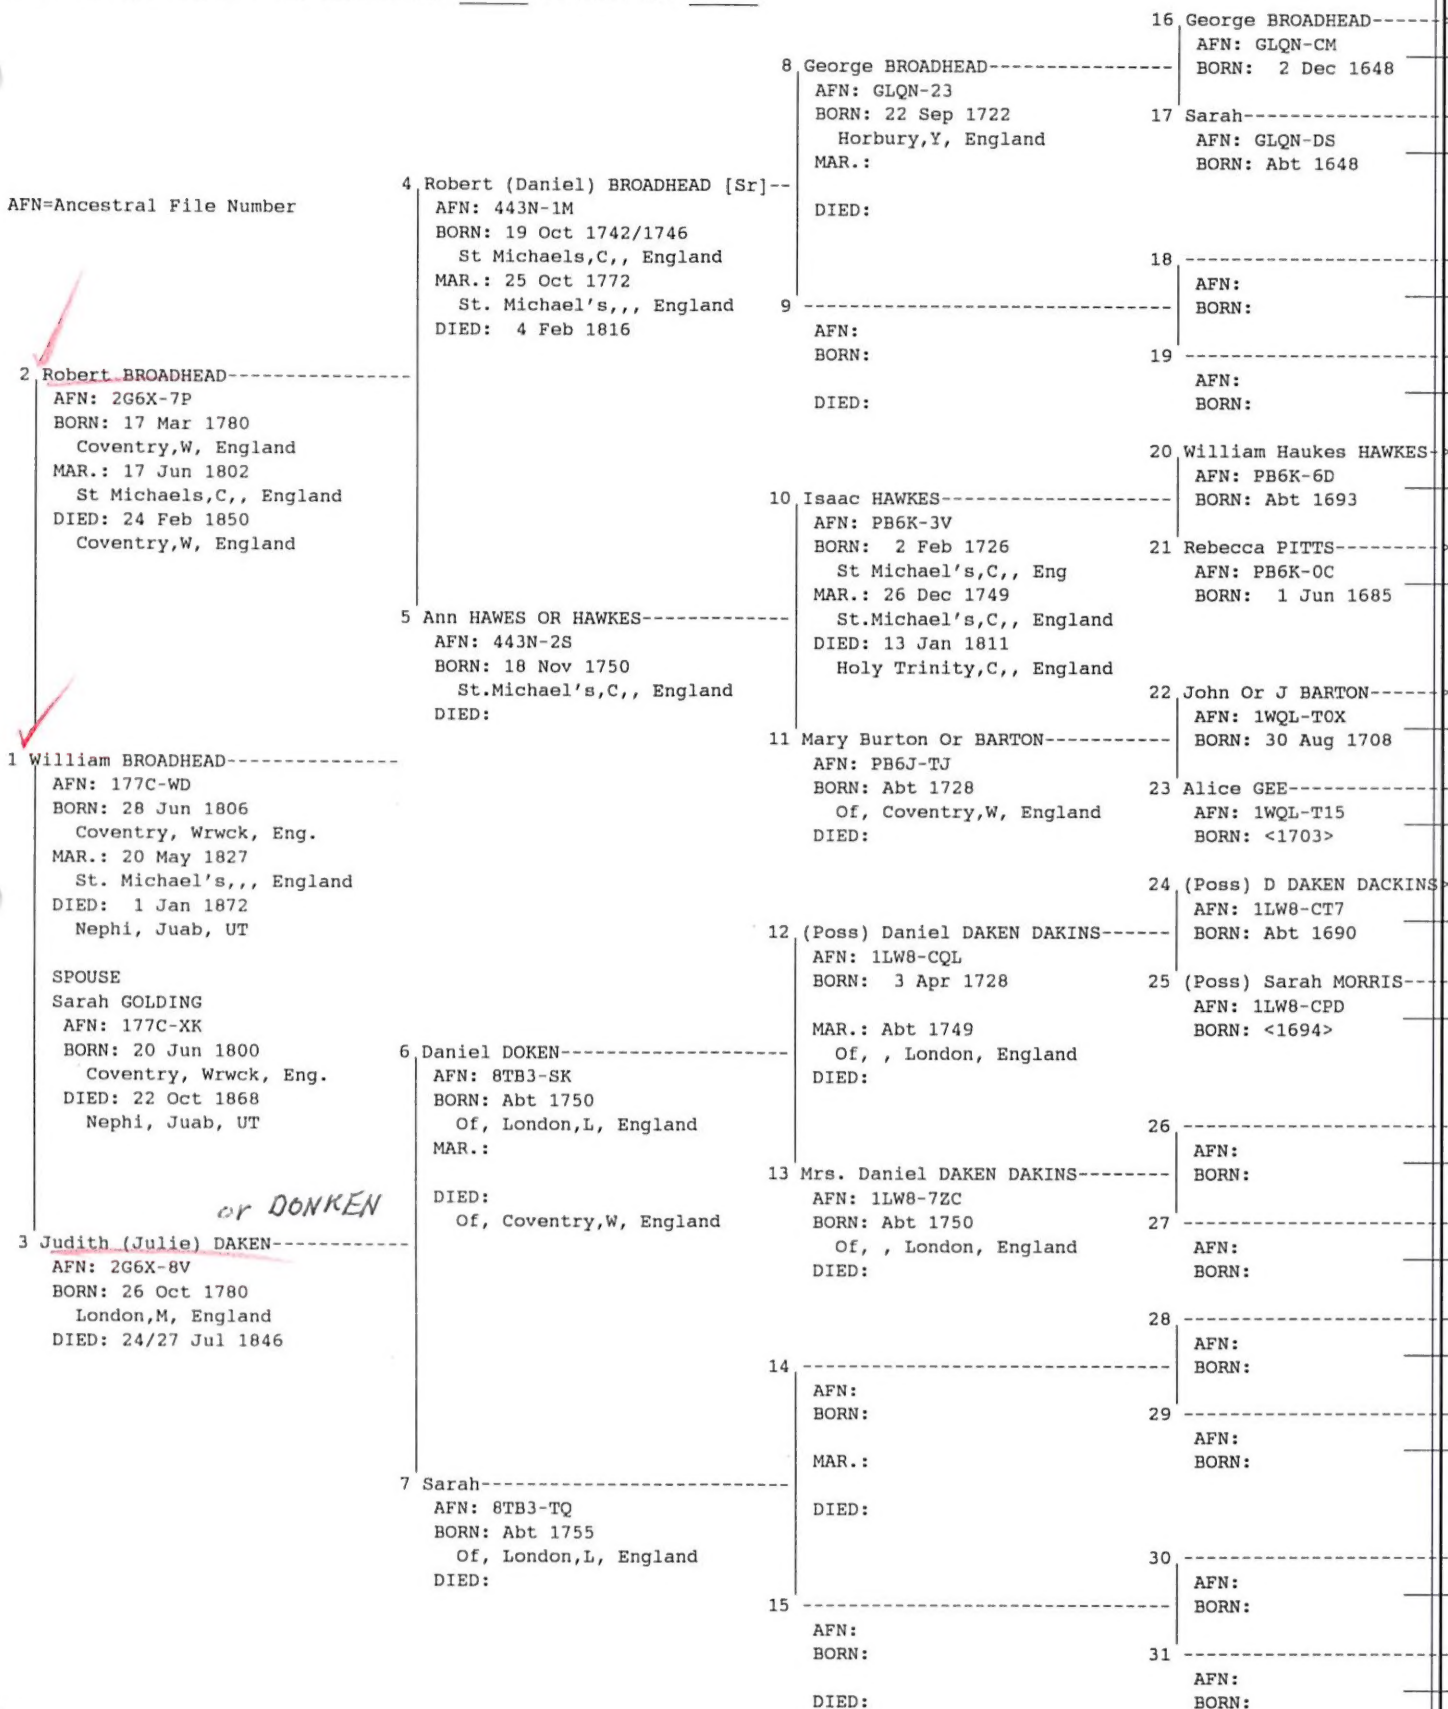 AFN=Ancestral File Number
1 William BROADHEAD--------------
AFN: 177C-WD
BORN: 28 Jun 1806
Coventry, Wrwck, Eng.
MAR.: 20 May 1827
St. Michael's,,, England
DIED: 1 Jan 1872
Nephi, Juab, UT
SPOUSE
Sarah GOLDING
AFN: 177C-XK
BORN: 20 Jun 1800
Coventry, Wrwck, Eng.
DIED: 22 Oct 1868
Nephi, Juab, UT
2 Robert BROADHEAD---------------
AFN: 2G6X-7P
BORN: 17 Mar 1780
Coventry,W, England
MAR.: 17 Jun 1802
St Michaels,C,, England
DIED: 24 Feb 1850
Coventry,W, England
or DONKEN
3 Judith (Julie) DAKEN-----------
AFN: 2G6X-8V
BORN: 26 Oct 1780
London,M, England
DIED: 24/27 Jul 1846
4 Robert (Daniel) BROADHEAD [Sr]--
AFN: 443N-1M
BORN: 19 Oct 1742/1746
St Michaels,C,, England
MAR.: 25 Oct 1772
St. Michael's,,, England
DIED: 4 Feb 1816
5 Ann HAWES OR HAWKES------------
AFN: 443N-2S
BORN: 18 Nov 1750
St.Michael's,C,, England
DIED:
6 Daniel DOKEN-------------------
AFN: 8TB3-SK
BORN: Abt 1750
Of, London,L, England
MAR.:
DIED:
Of, Coventry,W, England
7 Sarah--------------------------
AFN: 8TB3-TQ
BORN: Abt 1755
Of, London,L, England
DIED:
8 George BROADHEAD---------------
AFN: GLQN-23
BORN: 22 Sep 1722
Horbury,Y, England
MAR.:
DIED:
9 -------------------------------
AFN:
BORN:
DIED:
10 Isaac HAWKES-------------------
AFN: PB6K-3V
BORN: 2 Feb 1726
St Michael's,C,, Eng
MAR.: 26 Dec 1749
St.Michael's,C,, England
DIED: 13 Jan 1811
Holy Trinity,C,, England
11 Mary Burton Or BARTON----------
AFN: PB6J-TJ
BORN: Abt 1728
Of, Coventry,W, England
DIED:
12 (Poss) Daniel DAKEN DAKINS------
AFN: 1LW8-CQL
BORN: 3 Apr 1728
MAR.: Abt 1749
Of, , London, England
DIED:
13 Mrs. Daniel DAKEN DAKINS-------
AFN: 1LW8-7ZC
BORN: Abt 1750
Of, , London, England
DIED:
14 -------------------------------
AFN:
BORN:
MAR.:
DIED:
15 -------------------------------
AFN:
BORN:
DIED:
16 George BROADHEAD-----
AFN: GLQN-CM
BORN: 2 Dec 1648
17 Sarah----------------
AFN: GLQN-DS
BORN: Abt 1648
18 ---------------------
AFN:
BORN:
19 ---------------------
AFN:
BORN:
20 William Haukes HAWKES
AFN: PB6K-6D
BORN: Abt 1693
21 Rebecca PITTS--------
AFN: PB6K-0C
BORN: 1 Jun 1685
22 John Or J BARTON-----
AFN: 1WQL-T0X
BORN: 30 Aug 1708
23 Alice GEE------------
AFN: 1WQL-T15
BORN: <1703>
24 (Poss) D DAKEN DACKINS
AFN: 1LW8-CT7
BORN: Abt 1690
25 (Poss) Sarah MORRIS---
AFN: 1LW8-CPD
BORN: <1694>
26 ---------------------
AFN:
BORN:
27 ---------------------
AFN:
BORN:
28 ---------------------
AFN:
BORN:
29 ---------------------
AFN:
BORN:
30 ---------------------
AFN:
BORN:
31 ---------------------
AFN:
BORN: